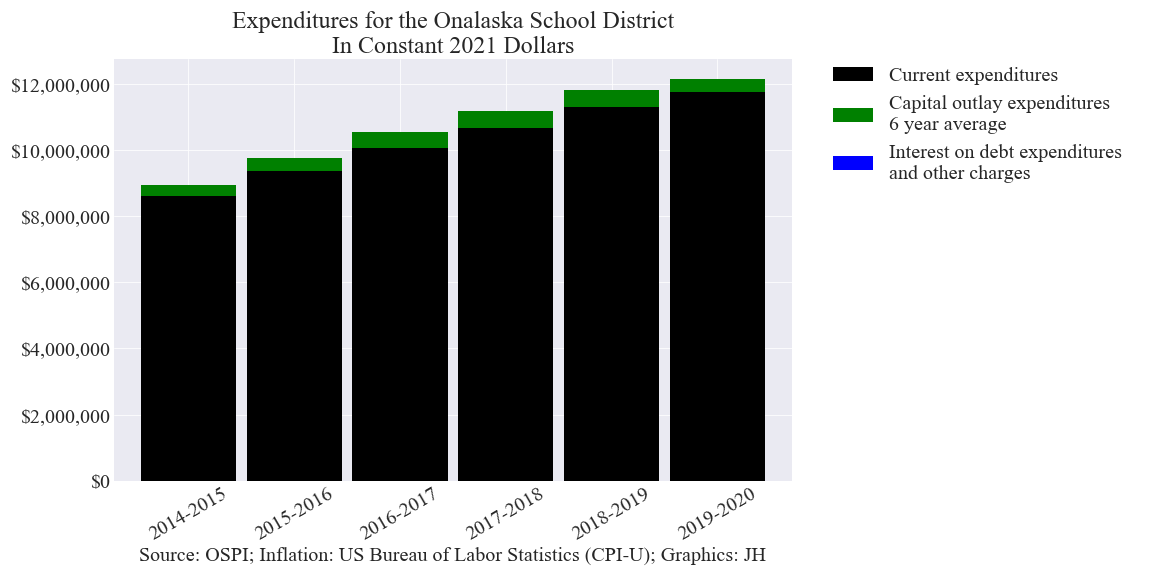 Expenditures for the Onalaska School District
In Constant 2021 Dollars
$12,000,000
$10,000,000
$8,000,000
$6,000,000
$4,000,000
$2,000,000
$0
2014-2015
2015-2016
2016-2017
2017-2018
2018-2019
2019-2020
Source: OSPI; Inflation: US Bureau of Labor Statistics (CPI-U); Graphics: JH
Current expenditures
Capital outlay expenditures
6 year average
Interest on debt expenditures
and other charges